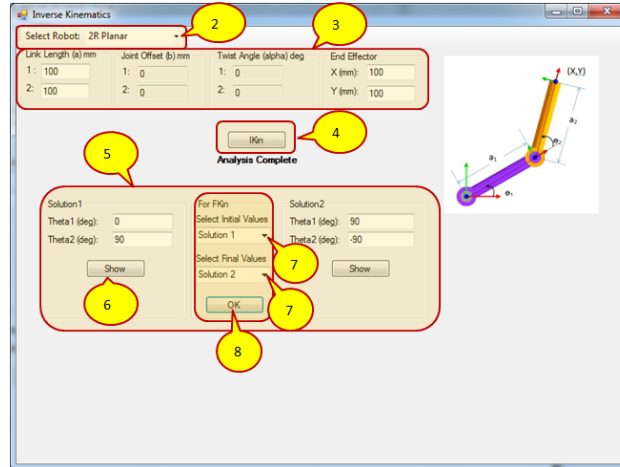 Inverse Kinematics
2
Select Robot: 2R Planar
3
Link Length (a) mm
Joint Offset (b) mm
Twist Angle (alpha) deg
End Effector
1: 100
1: 0
1: 0
X (mm): 100
2: 100
2: 0
2: 0
Y (mm): 100
(X,Y)
a₂
θ₂
a₁
θ₁
4
IKin
Analysis Complete
5
Solution1
Theta1 (deg): 0
Theta2 (deg): 90
Show
6
For FKin
Select Initial Values
Solution 1
7
Select Final Values
Solution 2
7
OK
8
Solution2
Theta1 (deg): 90
Theta2 (deg): -90
Show